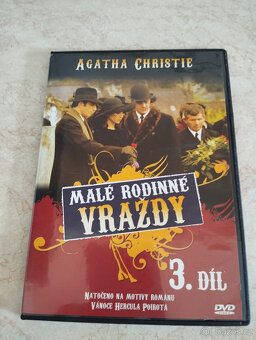 AGATHA CHRISTIE
MALÉ RODINNÉ
VRAŽDY
3. DÍL
NATOČENO NA MOTIVY ROMÁNU
VÁNOCE HERCULA POIROTA
DVD